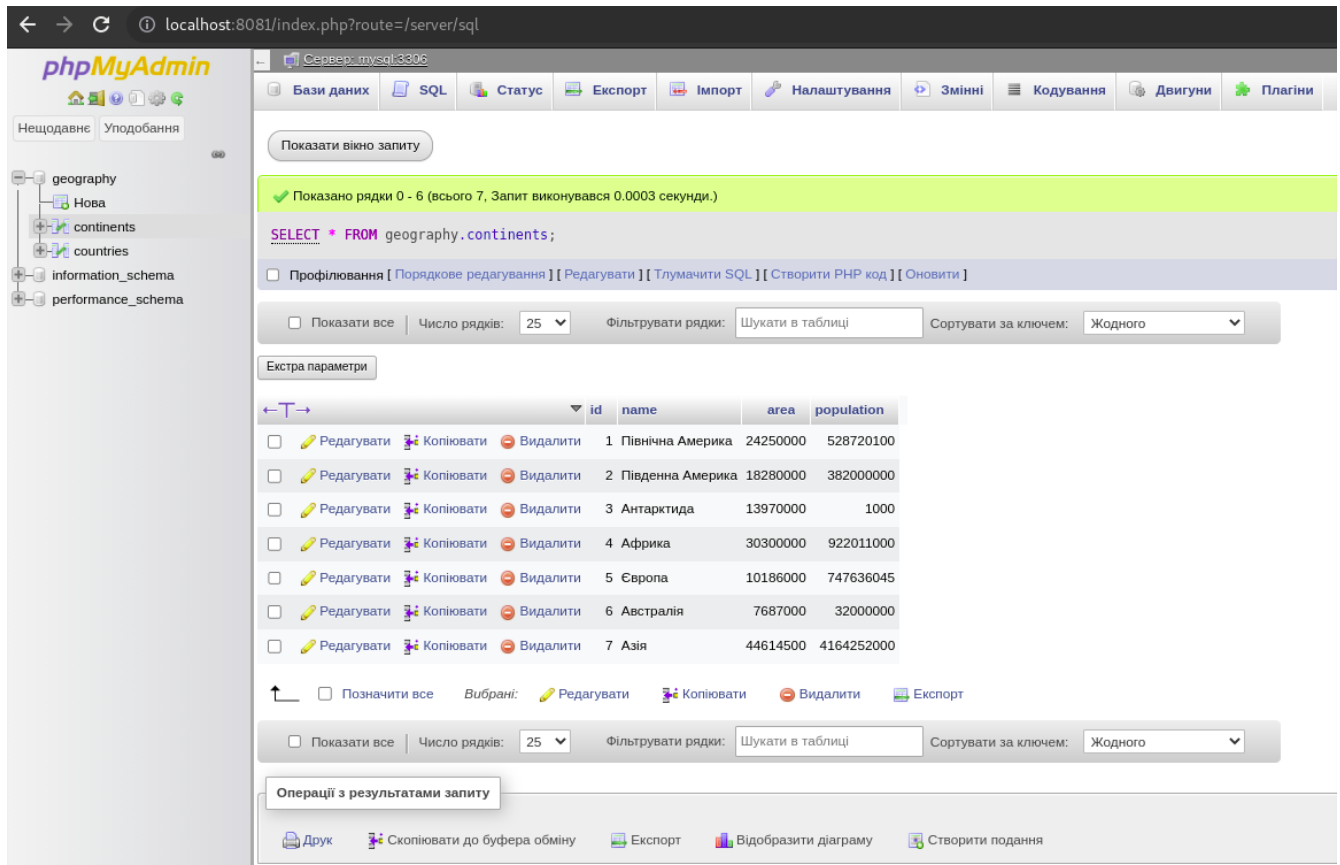 localhost:8081/index.php?route=/server/sql
phpMyAdmin
Нещодавнє Уподобання
geography
Нова
continents
countries
information_schema
performance_schema
Сервер: mysql:3306
Бази даних SQL Статус Експорт Імпорт Налаштування Змінні Кодування Двигуни Плагіни
Показати вікно запиту
Показано рядки 0 - 6 (всього 7, Запит виконувався 0.0003 секунди.)
SELECT * FROM geography.continents;
Профілювання [ Порядкове редагування ] [ Редагувати ] [ Тлумачити SQL ] [ Створити PHP код ] [ Оновити ]
Показати все | Число рядків: 25 Фільтрувати рядки: Шукати в таблиці Сортувати за ключем: Жодного
Екстра параметри
←T→ id name area population
Редагувати Копіювати Видалити 1 Північна Америка 24250000 528720100
Редагувати Копіювати Видалити 2 Південна Америка 18280000 382000000
Редагувати Копіювати Видалити 3 Антарктида 13970000 1000
Редагувати Копіювати Видалити 4 Африка 30300000 922011000
Редагувати Копіювати Видалити 5 Європа 10186000 747636045
Редагувати Копіювати Видалити 6 Австралія 7687000 32000000
Редагувати Копіювати Видалити 7 Азія 44614500 4164252000
Позначити все Вибрані: Редагувати Копіювати Видалити Експорт
Показати все | Число рядків: 25 Фільтрувати рядки: Шукати в таблиці Сортувати за ключем: Жодного
Операції з результатами запиту
Друк Скопіювати до буфера обміну Експорт Відобразити діаграму Створити подання